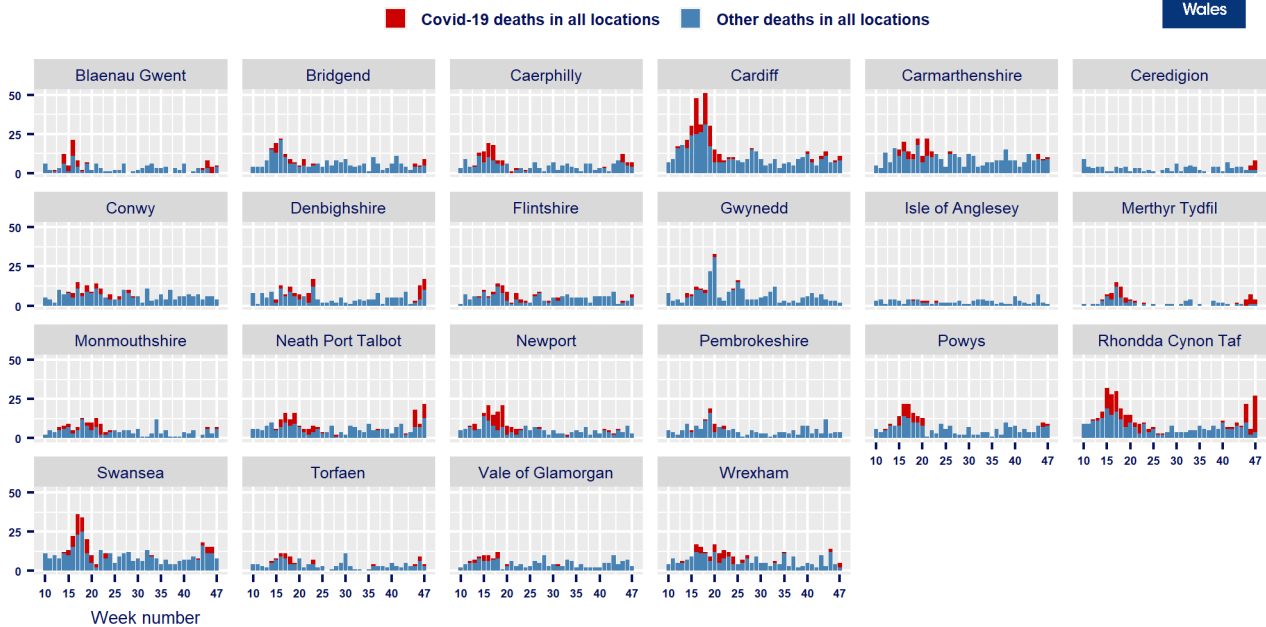 Wales
Covid-19 deaths in all locations Other deaths in all locations
Blaenau Gwent Bridgend Caerphilly Cardiff Carmarthenshire Ceredigion
50
25
0
Conwy Denbighshire Flintshire Gwynedd Isle of Anglesey Merthyr Tydfil
50
25
0
Monmouthshire Neath Port Talbot Newport Pembrokeshire Powys Rhondda Cynon Taf
50
25
0
10 15 20 25 30 35 40 47 10 15 20 25 30 35 40 47
Swansea Torfaen Vale of Glamorgan Wrexham
50
25
0
10 15 20 25 30 35 40 47 10 15 20 25 30 35 40 47 10 15 20 25 30 35 40 47 10 15 20 25 30 35 40 47
Week number